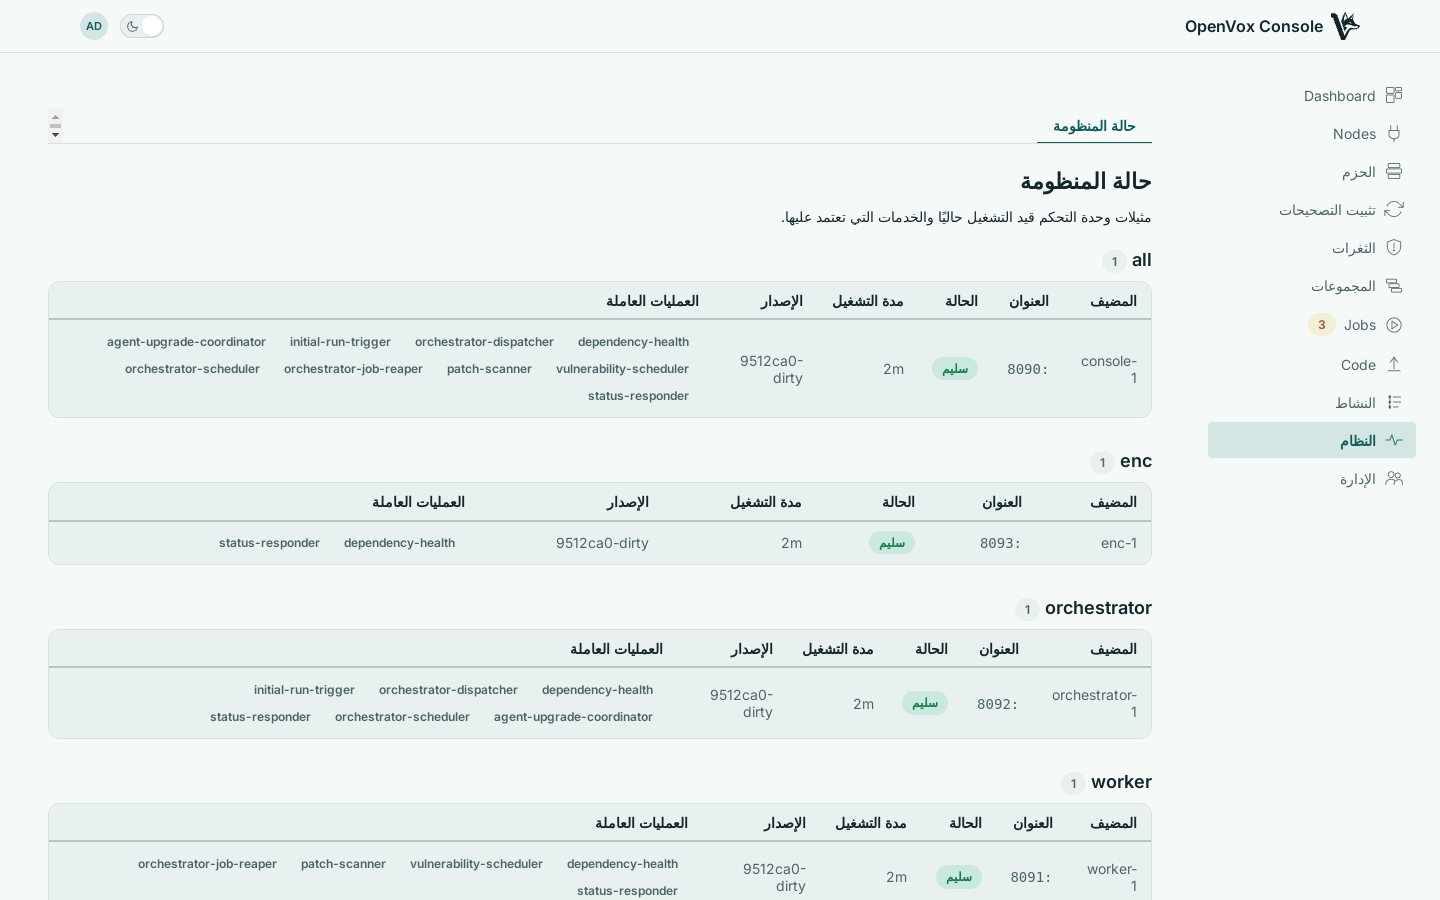 OpenVox Console
AD
Dashboard
Nodes
الحزم
تثبيت التصحيحات
الثغرات
المجموعات
Jobs 3
Code
النشاط
النظام
الإدارة
حالة المنظومة
حالة المنظومة
مثيلات وحدة التحكم قيد التشغيل حاليًا والخدمات التي تعتمد عليها.
all 1
المضيف العنوان الحالة مدة التشغيل الإصدار العمليات العاملة
console-1 :8090 سليم 2m 9512ca0-dirty dependency-health orchestrator-dispatcher initial-run-trigger agent-upgrade-coordinator
vulnerability-scheduler patch-scanner orchestrator-job-reaper orchestrator-scheduler
status-responder
enc 1
المضيف العنوان الحالة مدة التشغيل الإصدار العمليات العاملة
enc-1 :8093 سليم 2m 9512ca0-dirty dependency-health status-responder
orchestrator 1
المضيف العنوان الحالة مدة التشغيل الإصدار العمليات العاملة
orchestrator-1 :8092 سليم 2m 9512ca0-dirty dependency-health orchestrator-dispatcher initial-run-trigger
agent-upgrade-coordinator orchestrator-scheduler status-responder
worker 1
المضيف العنوان الحالة مدة التشغيل الإصدار العمليات العاملة
worker-1 :8091 سليم 2m 9512ca0-dirty dependency-health vulnerability-scheduler patch-scanner orchestrator-job-reaper
status-responder